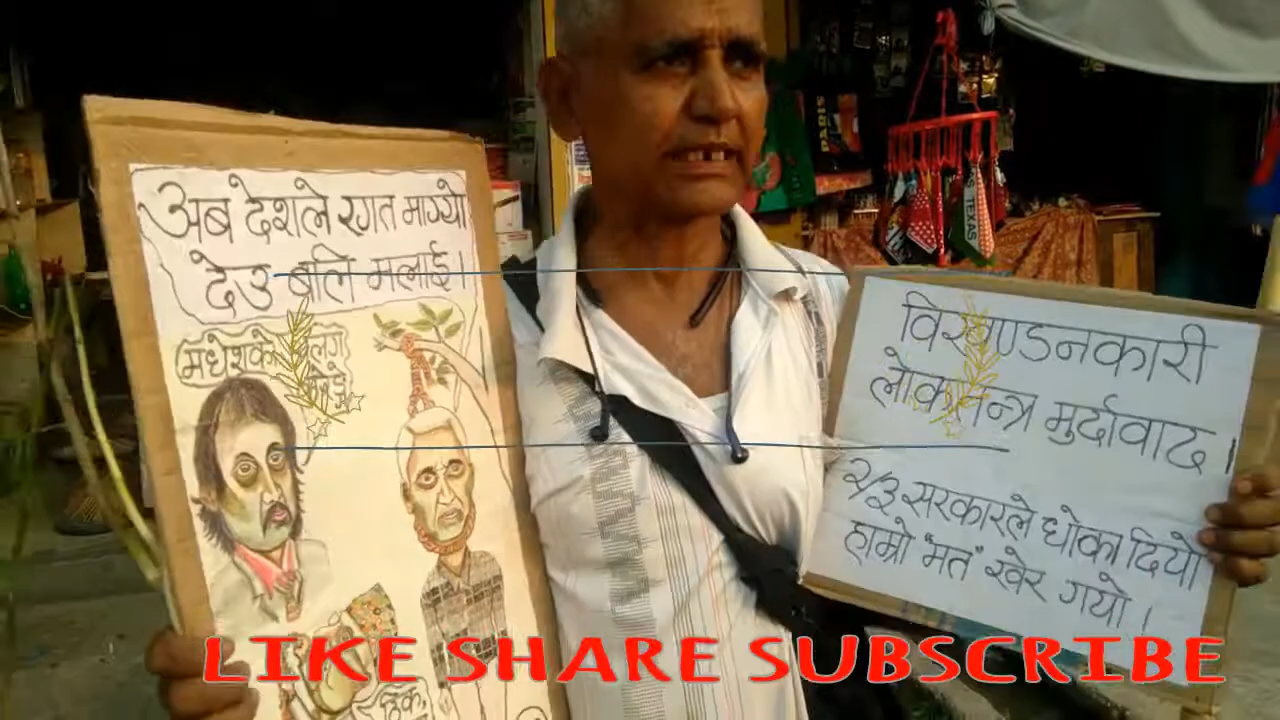 अब देशले रगत माग्यो
देउ बलि मलाई।
मधेशको
विखण्डनकारी
लोकतन्त्र मुर्दावाद।
२/३ सरकारले धोका दियो
हाम्रो "मत" खेर गयो।
PARIS
TEXAS
LIKE SHARE SUBSCRIBE